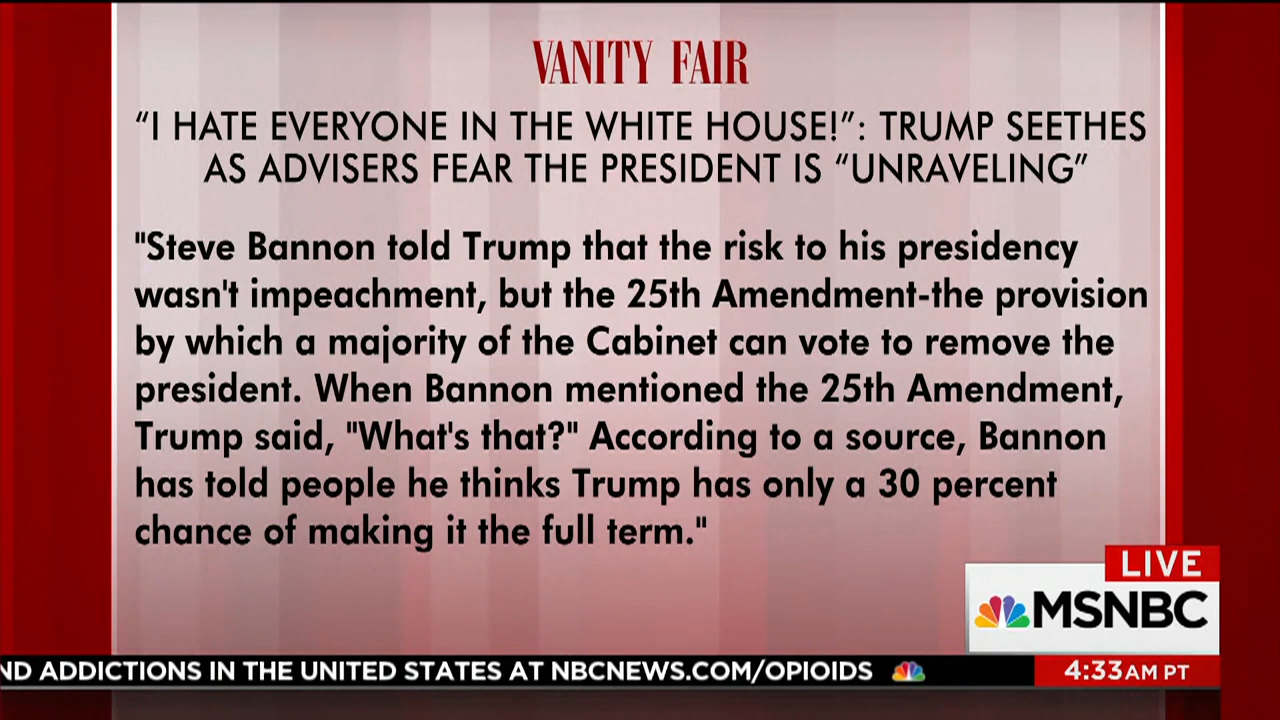 VANITY FAIR
“I HATE EVERYONE IN THE WHITE HOUSE!”: TRUMP SEETHES
AS ADVISERS FEAR THE PRESIDENT IS “UNRAVELING”
"Steve Bannon told Trump that the risk to his presidency
wasn't impeachment, but the 25th Amendment-the provision
by which a majority of the Cabinet can vote to remove the
president. When Bannon mentioned the 25th Amendment,
Trump said, "What's that?" According to a source, Bannon
has told people he thinks Trump has only a 30 percent
chance of making it the full term."
LIVE
MSNBC
ND ADDICTIONS IN THE UNITED STATES AT NBCNEWS.COM/OPIOIDS
4:33 AM PT